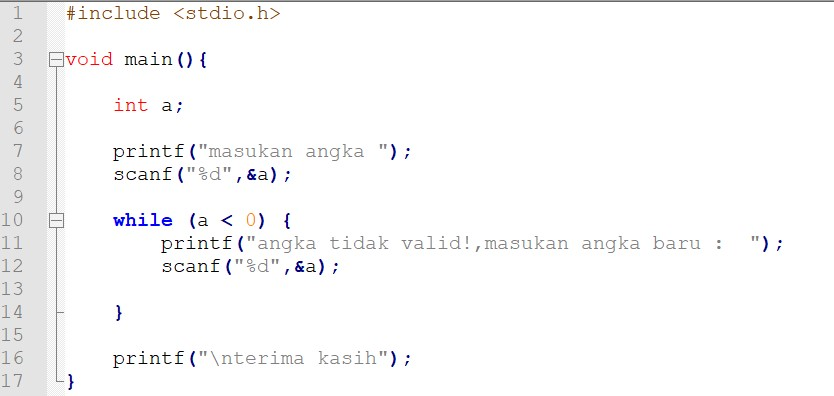 1 #include <stdio.h>
2
3 void main(){
4
5 int a;
6
7 printf("masukan angka ");
8 scanf("%d",&a);
9
10 while (a < 0) {
11 printf("angka tidak valid!,masukan angka baru :  ");
12 scanf("%d",&a);
13
14 }
15
16 printf("\nterima kasih");
17 }